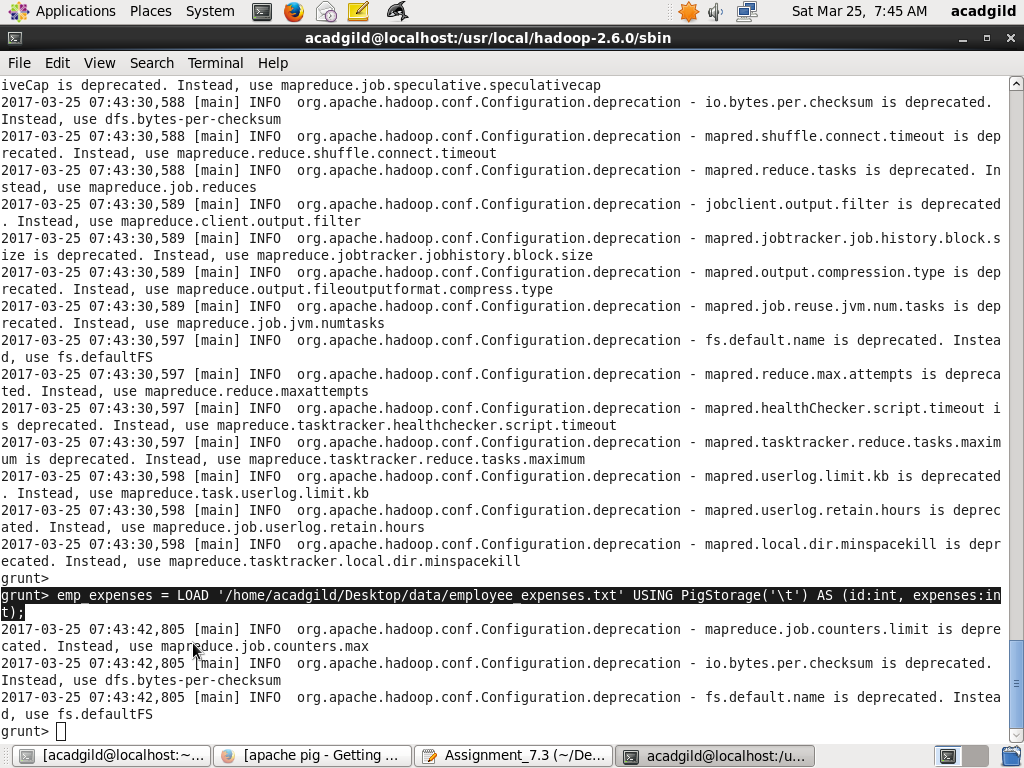 Applications Places System Sat Mar 25, 7:45 AM acadgild
acadgild@localhost:/usr/local/hadoop-2.6.0/sbin
File Edit View Search Terminal Help
iveCap is deprecated. Instead, use mapreduce.job.speculative.speculativecap
2017-03-25 07:43:30,588 [main] INFO  org.apache.hadoop.conf.Configuration.deprecation - io.bytes.per.checksum is deprecated.
Instead, use dfs.bytes-per-checksum
2017-03-25 07:43:30,588 [main] INFO  org.apache.hadoop.conf.Configuration.deprecation - mapred.shuffle.connect.timeout is dep
recated. Instead, use mapreduce.reduce.shuffle.connect.timeout
2017-03-25 07:43:30,588 [main] INFO  org.apache.hadoop.conf.Configuration.deprecation - mapred.reduce.tasks is deprecated. In
stead, use mapreduce.job.reduces
2017-03-25 07:43:30,589 [main] INFO  org.apache.hadoop.conf.Configuration.deprecation - jobclient.output.filter is deprecated
. Instead, use mapreduce.client.output.filter
2017-03-25 07:43:30,589 [main] INFO  org.apache.hadoop.conf.Configuration.deprecation - mapred.jobtracker.job.history.block.s
ize is deprecated. Instead, use mapreduce.jobtracker.jobhistory.block.size
2017-03-25 07:43:30,589 [main] INFO  org.apache.hadoop.conf.Configuration.deprecation - mapred.output.compression.type is dep
recated. Instead, use mapreduce.output.fileoutputformat.compress.type
2017-03-25 07:43:30,589 [main] INFO  org.apache.hadoop.conf.Configuration.deprecation - mapred.job.reuse.jvm.num.tasks is dep
recated. Instead, use mapreduce.job.jvm.numtasks
2017-03-25 07:43:30,597 [main] INFO  org.apache.hadoop.conf.Configuration.deprecation - fs.default.name is deprecated. Instea
d, use fs.defaultFS
2017-03-25 07:43:30,597 [main] INFO  org.apache.hadoop.conf.Configuration.deprecation - mapred.reduce.max.attempts is depreca
ted. Instead, use mapreduce.reduce.maxattempts
2017-03-25 07:43:30,597 [main] INFO  org.apache.hadoop.conf.Configuration.deprecation - mapred.healthChecker.script.timeout i
s deprecated. Instead, use mapreduce.tasktracker.healthchecker.script.timeout
2017-03-25 07:43:30,597 [main] INFO  org.apache.hadoop.conf.Configuration.deprecation - mapred.tasktracker.reduce.tasks.maxim
um is deprecated. Instead, use mapreduce.tasktracker.reduce.tasks.maximum
2017-03-25 07:43:30,598 [main] INFO  org.apache.hadoop.conf.Configuration.deprecation - mapred.userlog.limit.kb is deprecated
. Instead, use mapreduce.task.userlog.limit.kb
2017-03-25 07:43:30,598 [main] INFO  org.apache.hadoop.conf.Configuration.deprecation - mapred.userlog.retain.hours is deprec
ated. Instead, use mapreduce.job.userlog.retain.hours
2017-03-25 07:43:30,598 [main] INFO  org.apache.hadoop.conf.Configuration.deprecation - mapred.local.dir.minspacekill is depr
ecated. Instead, use mapreduce.tasktracker.local.dir.minspacekill
grunt>
grunt> emp_expenses = LOAD '/home/acadgild/Desktop/data/employee_expenses.txt' USING PigStorage('\t') AS (id:int, expenses:in
t);
2017-03-25 07:43:42,805 [main] INFO  org.apache.hadoop.conf.Configuration.deprecation - mapreduce.job.counters.limit is depre
cated. Instead, use mapreduce.job.counters.max
2017-03-25 07:43:42,805 [main] INFO  org.apache.hadoop.conf.Configuration.deprecation - io.bytes.per.checksum is deprecated.
Instead, use dfs.bytes-per-checksum
2017-03-25 07:43:42,805 [main] INFO  org.apache.hadoop.conf.Configuration.deprecation - fs.default.name is deprecated. Instea
d, use fs.defaultFS
grunt>
[acadgild@localhost:~... [apache pig - Getting ... Assignment_7.3 (~/De... acadgild@localhost:/u...